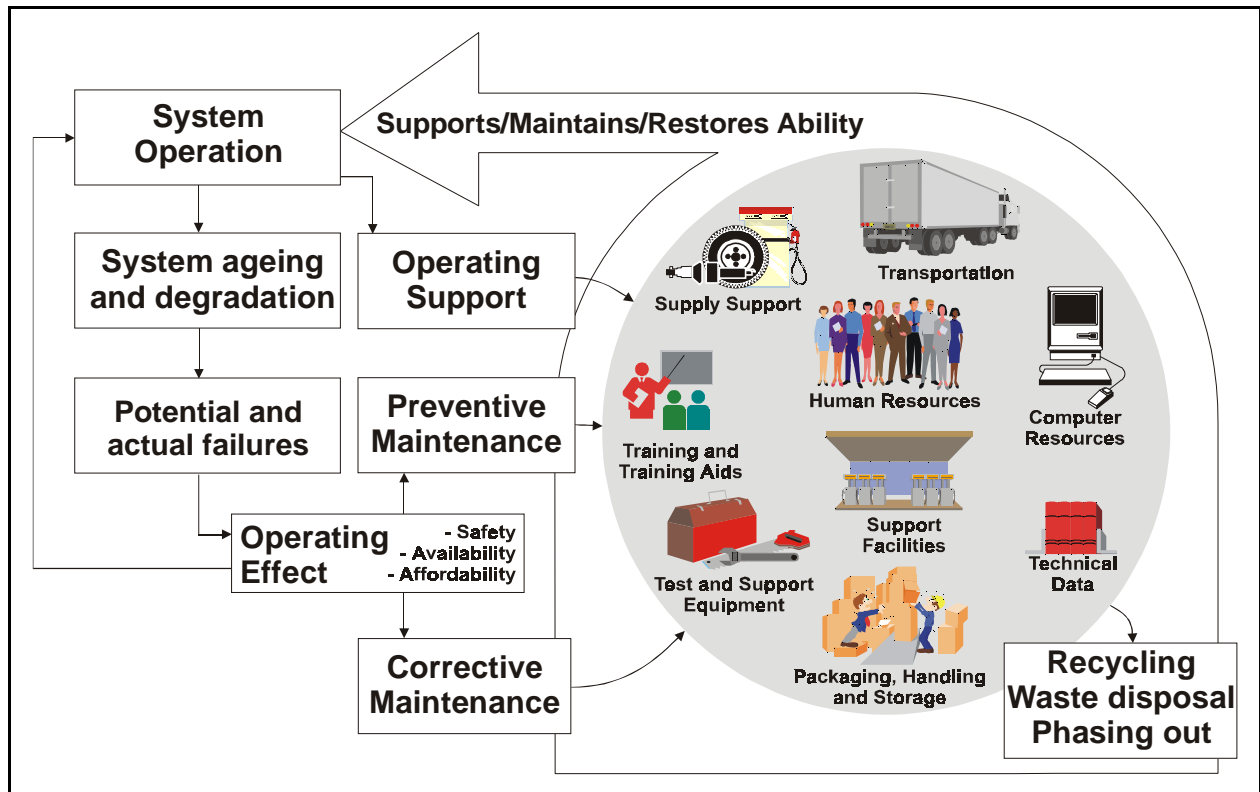 System
Operation
Supports/Maintains/Restores Ability
System ageing
and degradation
Operating
Support
Potential and
actual failures
Preventive
Maintenance
Operating
Effect
- Safety
- Availability
- Affordability
Corrective
Maintenance
Supply Support
Transportation
Human Resources
Computer
Resources
Training and
Training Aids
Support
Facilities
Test and Support
Equipment
Technical
Data
Packaging, Handling
and Storage
Recycling
Waste disposal
Phasing out